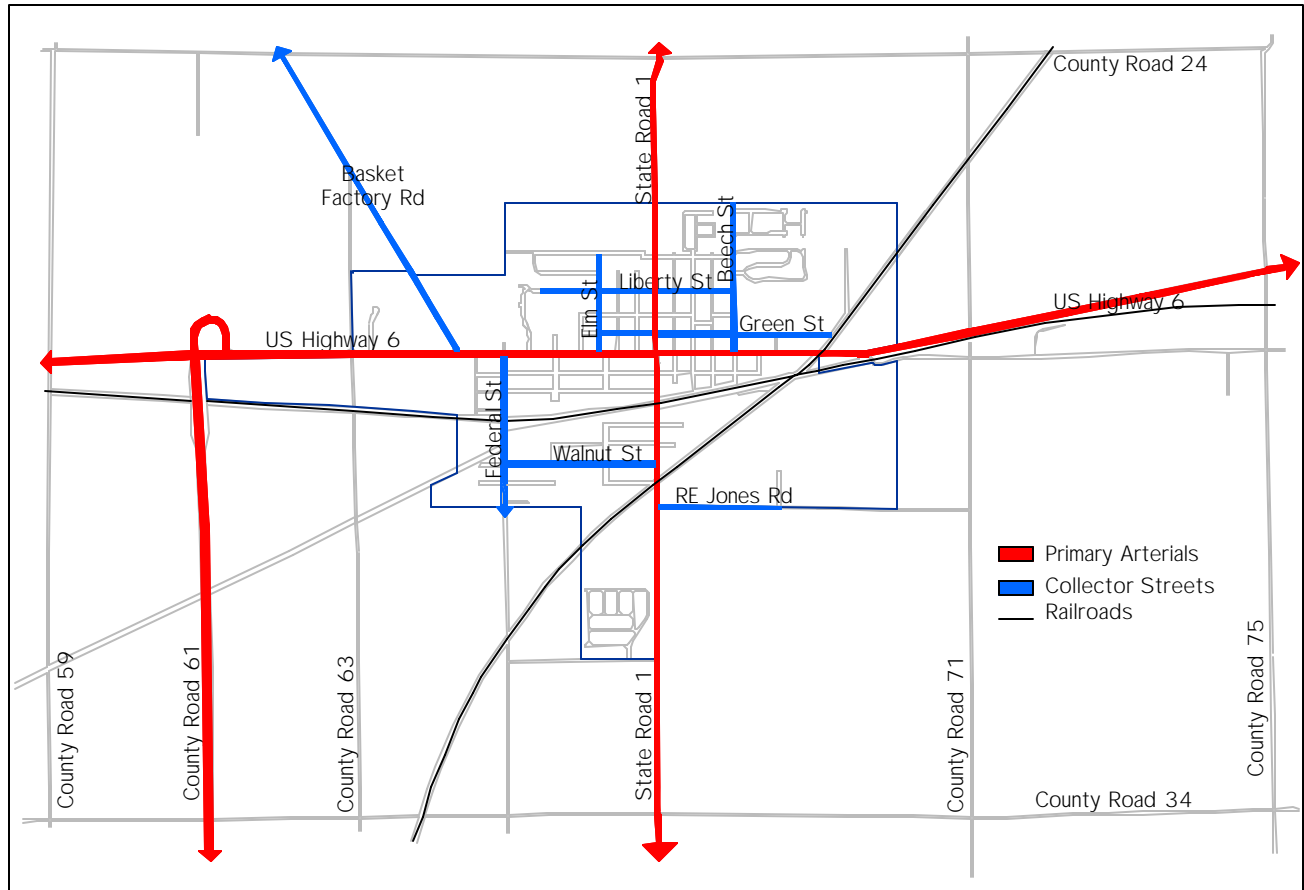 County Road 24
State Road 1
Basket
Factory Rd
Beech St
Liberty St
Elm St
US Highway 6
Green St
US Highway 6
Federal St
Walnut St
RE Jones Rd
Primary Arterials
Collector Streets
Railroads
County Road 59
County Road 61
County Road 63
State Road 1
County Road 71
County Road 75
County Road 34